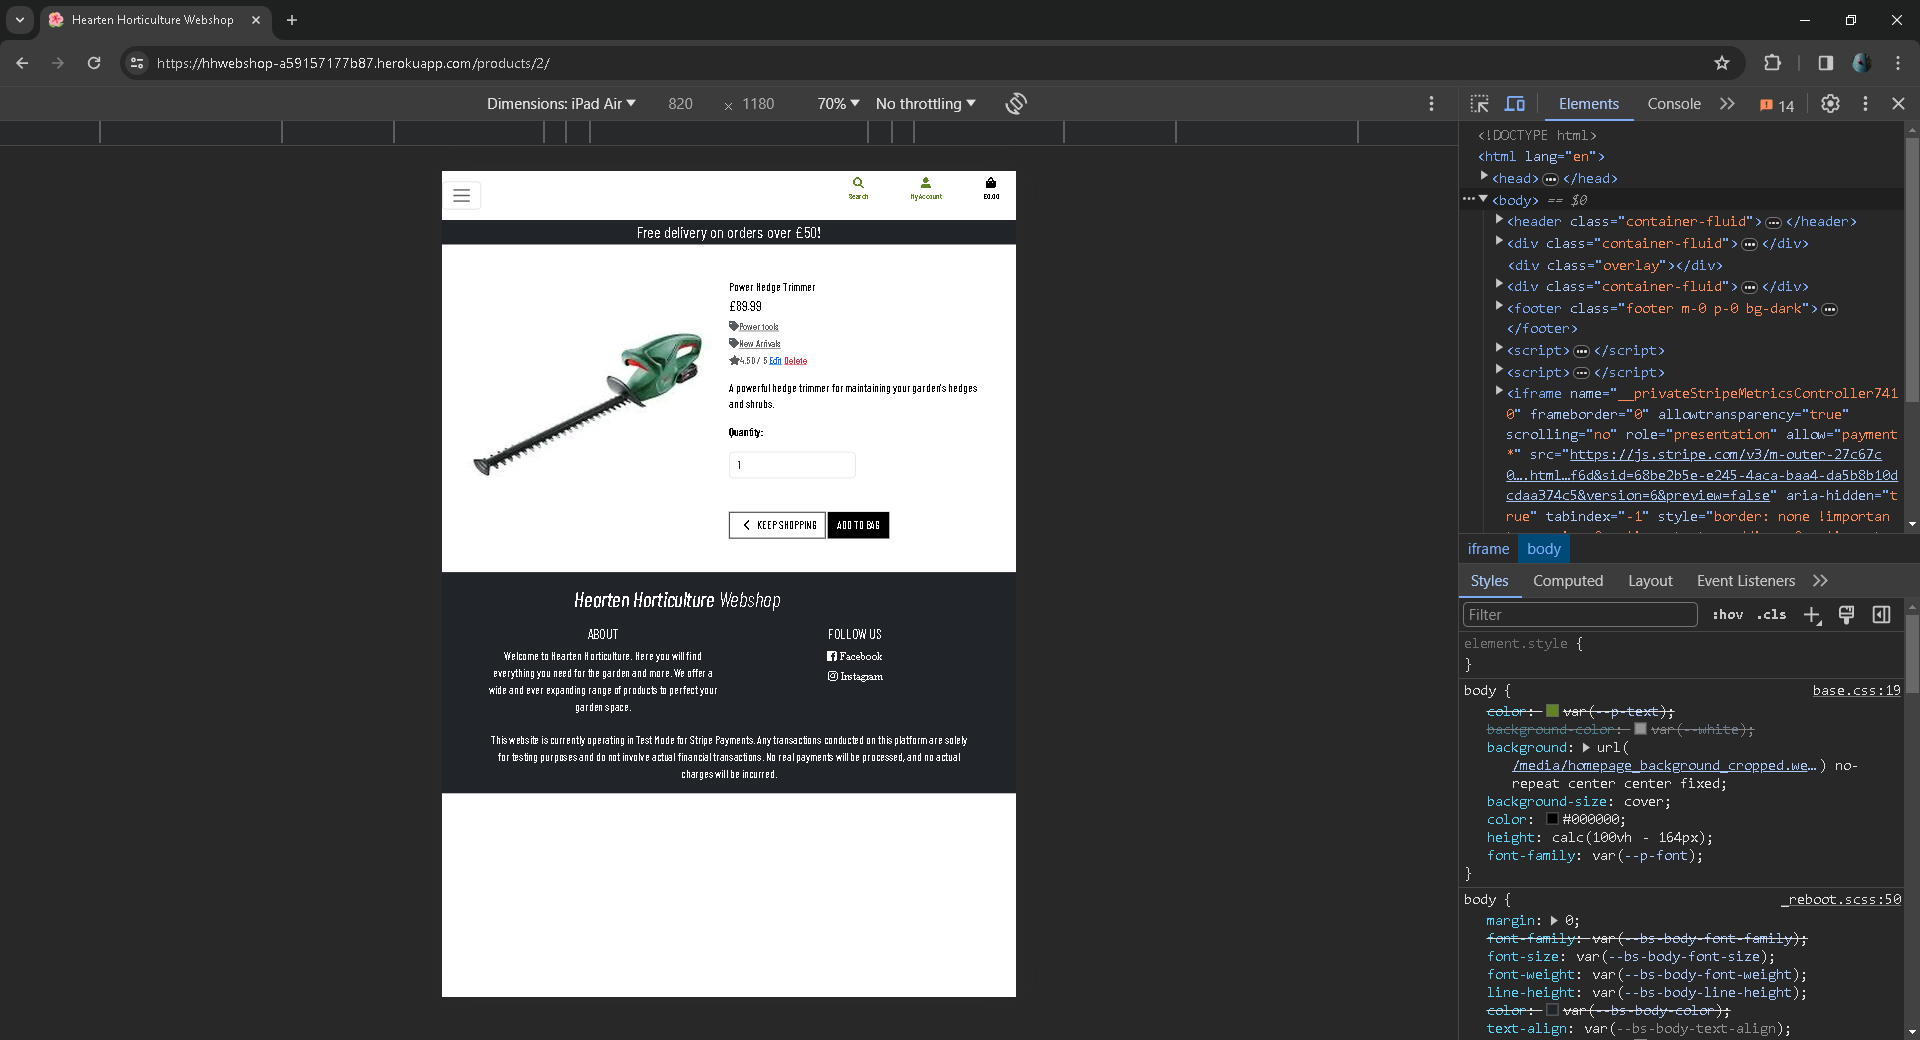 Hearten Horticulture Webshop
https://hhwebshop-a59157177b87.herokuapp.com/products/2/
Dimensions: iPad Air 820 × 1180 70% No throttling
Elements Console 14
Search My Account £0.00
Free delivery on orders over £50!
Power Hedge Trimmer
£89.99
Power tools
New Arrivals
4.50 / 5 Edit Delete
A powerful hedge trimmer for maintaining your garden's hedges
and shrubs.
Quantity:
1
KEEP SHOPPING ADD TO BAG
Hearten Horticulture Webshop
ABOUT
Welcome to Hearten Horticulture. Here you will find
everything you need for the garden and more. We offer a
wide and ever expanding range of products to perfect your
garden space.
FOLLOW US
Facebook
Instagram
This website is currently operating in Test Mode for Stripe Payments. Any transactions conducted on this platform are solely
for testing purposes and do not involve actual financial transactions. No real payments will be processed, and no actual
charges will be incurred.
<!DOCTYPE html>
<html lang="en">
<head> ... </head>
... <body> == $0
<header class="container-fluid"> ... </header>
<div class="container-fluid"> ... </div>
<div class="overlay"></div>
<div class="container-fluid"> ... </div>
<footer class="footer m-0 p-0 bg-dark"> ...
</footer>
<script> ... </script>
<script> ... </script>
<iframe name="__privateStripeMetricsController741
0" frameborder="0" allowtransparency="true"
scrolling="no" role="presentation" allow="payment
*" src="https://js.stripe.com/v3/m-outer-27c67c
0….html…f6d&sid=68be2b5e-e245-4aca-baa4-da5b8b10d
cdaa374c5&version=6&preview=false" aria-hidden="t
rue" tabindex="-1" style="border: none !importan
iframe body
Styles Computed Layout Event Listeners
Filter :hov .cls
element.style {
}
body { base.css:19
color: var(--p-text);
background-color: var(--white);
background: url(
/media/homepage_background_cropped.we…) no-
repeat center center fixed;
background-size: cover;
color: #000000;
height: calc(100vh - 164px);
font-family: var(--p-font);
}
body { _reboot.scss:50
margin: 0;
font-family: var(--bs-body-font-family);
font-size: var(--bs-body-font-size);
font-weight: var(--bs-body-font-weight);
line-height: var(--bs-body-line-height);
color: var(--bs-body-color);
text-align: var(--bs-body-text-align);